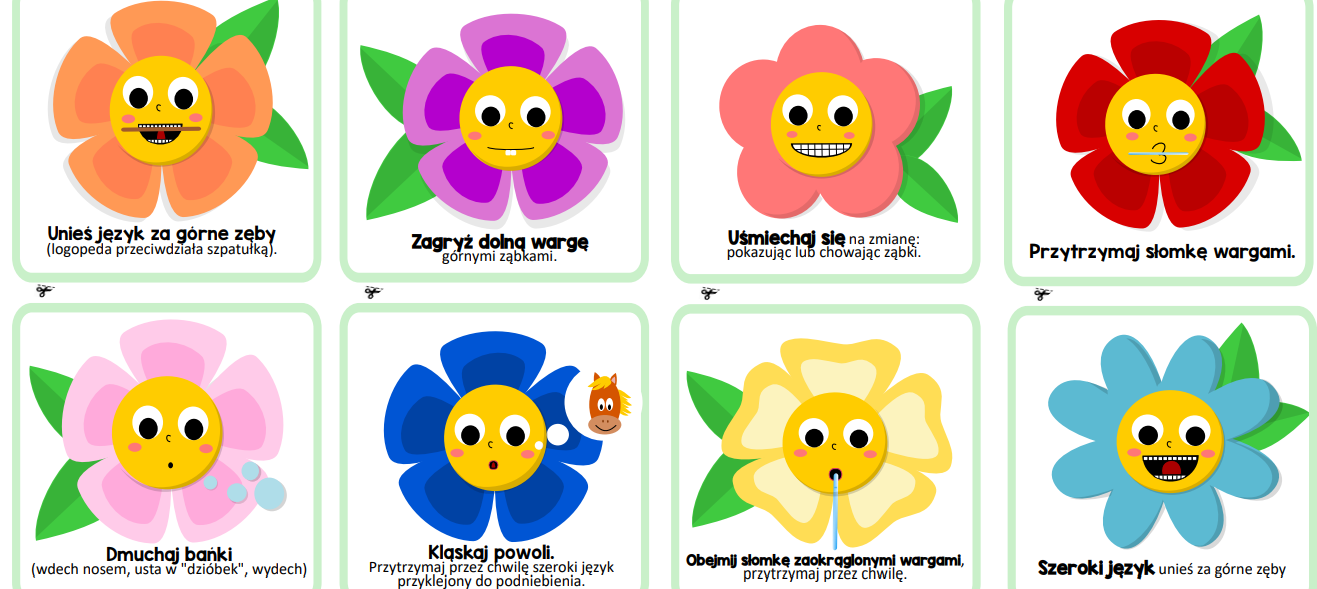 Unieś język za górne zęby
(logopeda przeciwdziała szpatułką).
Zagryź dolną wargę
górnymi ząbkami.
Uśmiechaj się na zmianę:
pokazując lub chowając ząbki.
Przytrzymaj słomkę wargami.
Dmuchaj bańki
(wdech nosem, usta w "dzióbek", wydech)
Kląskaj powoli.
Przytrzymaj przez chwilę szeroki język
przyklejony do podniebienia.
Obejmij słomkę zaokrąglonymi wargami,
przytrzymaj przez chwilę.
Szeroki język unieś za górne zęby